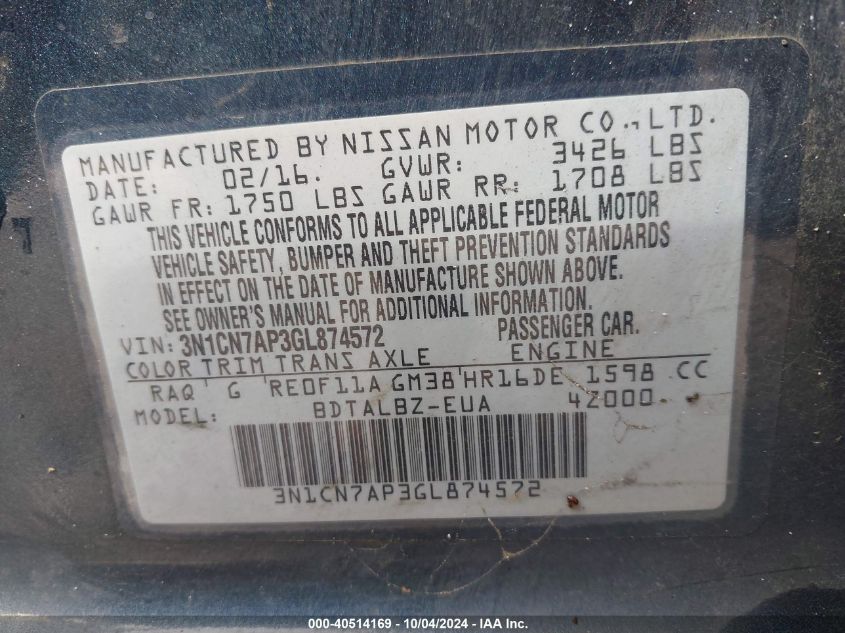 MANUFACTURED BY NISSAN MOTOR CO., LTD.
DATE: 02/16. GVWR: 3426 LBS
GAWR FR: 1750 LBS GAWR RR: 1708 LBS
THIS VEHICLE CONFORMS TO ALL APPLICABLE FEDERAL MOTOR
VEHICLE SAFETY, BUMPER AND THEFT PREVENTION STANDARDS
IN EFFECT ON THE DATE OF MANUFACTURE SHOWN ABOVE.
SEE OWNER'S MANUAL FOR ADDITIONAL INFORMATION.
VIN: 3N1CN7AP3GL874572 PASSENGER CAR.
COLOR TRIM TRANS AXLE ENGINE
RAQ G RE0F11A GM38 HR16DE 1598 CC
MODEL: BDTALBZ-EUA 4Z000
3N1CN7AP3GL874572
000-40514169 - 10/04/2024 - IAA Inc.